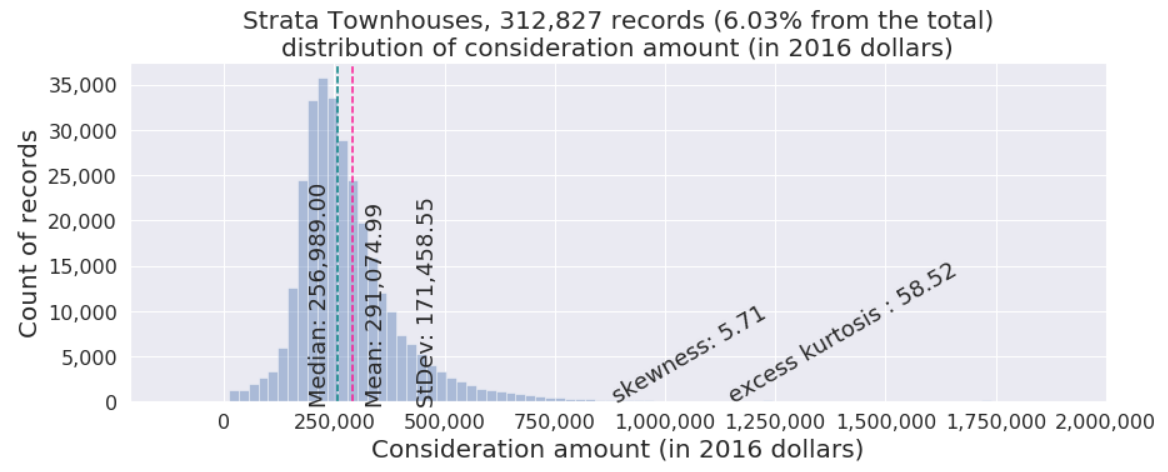 Strata Townhouses, 312,827 records (6.03% from the total)
distribution of consideration amount (in 2016 dollars)
Count of records
35,000
30,000
25,000
20,000
15,000
10,000
5,000
0
Median: 256,989.00
Mean: 291,074.99
StDev: 171,458.55
skewness: 5.71
excess kurtosis : 58.52
0 250,000 500,000 750,000 1,000,000 1,250,000 1,500,000 1,750,000 2,000,000
Consideration amount (in 2016 dollars)